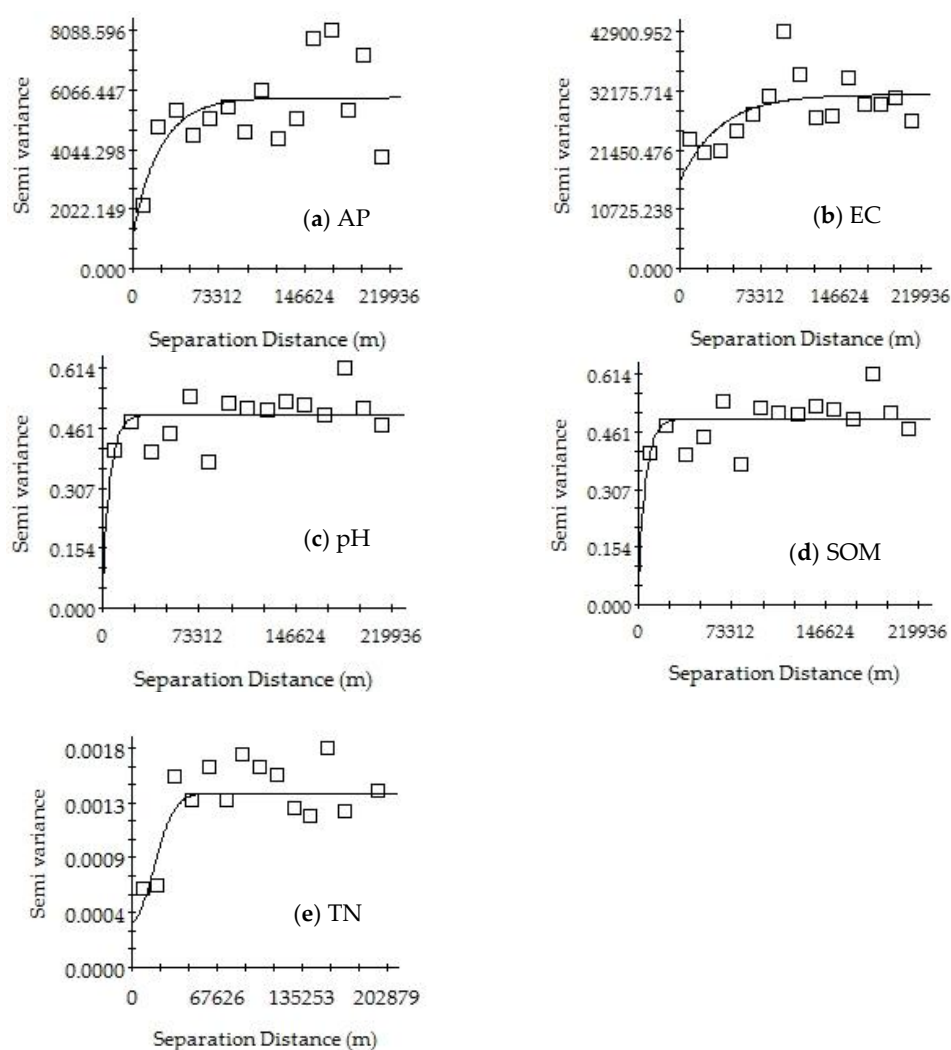 8088.596
6066.447
4044.298
2022.149
0.000
Semi variance
(a) AP
0 73312 146624 219936
Separation Distance (m)
42900.952
32175.714
21450.476
10725.238
0.000
Semi variance
(b) EC
0 73312 146624 219936
Separation Distance (m)
0.614
0.461
0.307
0.154
0.000
Semi variance
(c) pH
0 73312 146624 219936
Separation Distance (m)
0.614
0.461
0.307
0.154
0.000
Semi variance
(d) SOM
0 73312 146624 219936
Separation Distance (m)
0.0018
0.0013
0.0009
0.0004
0.0000
Semi variance
(e) TN
0 67626 135253 202879
Separation Distance (m)